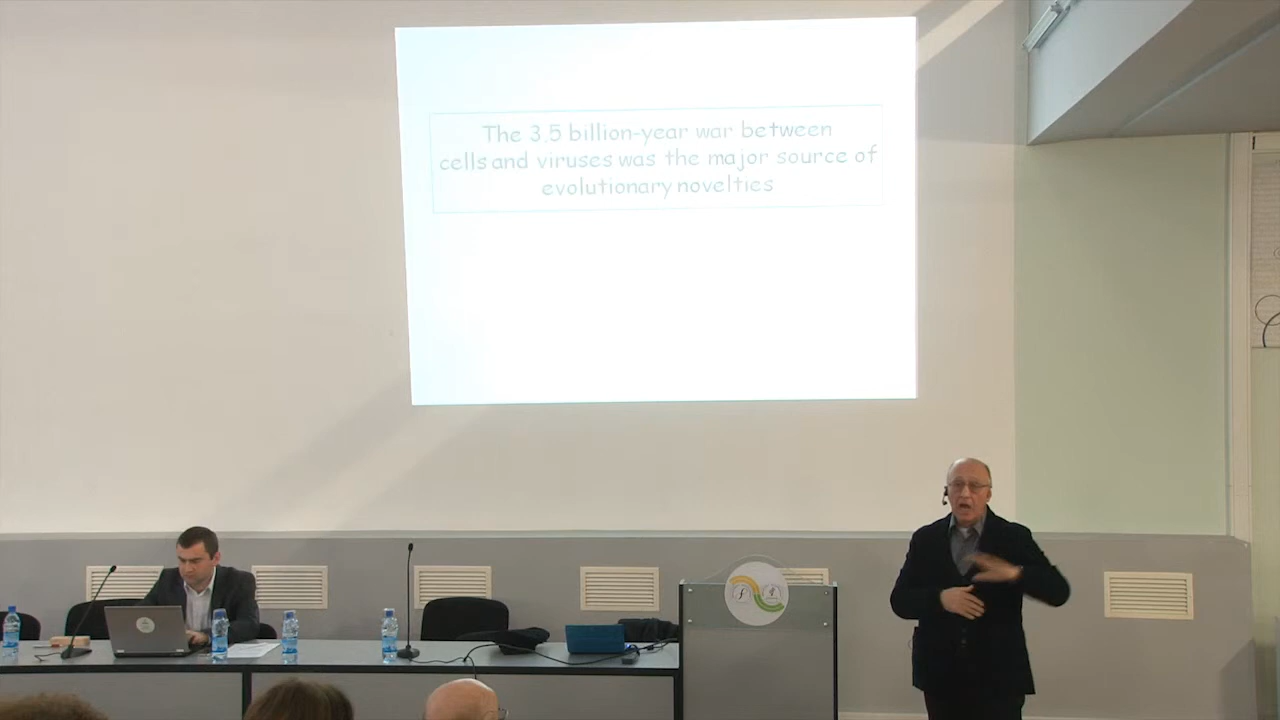 The 3.5 billion-year war between
cells and viruses was the major source of
evolutionary novelties